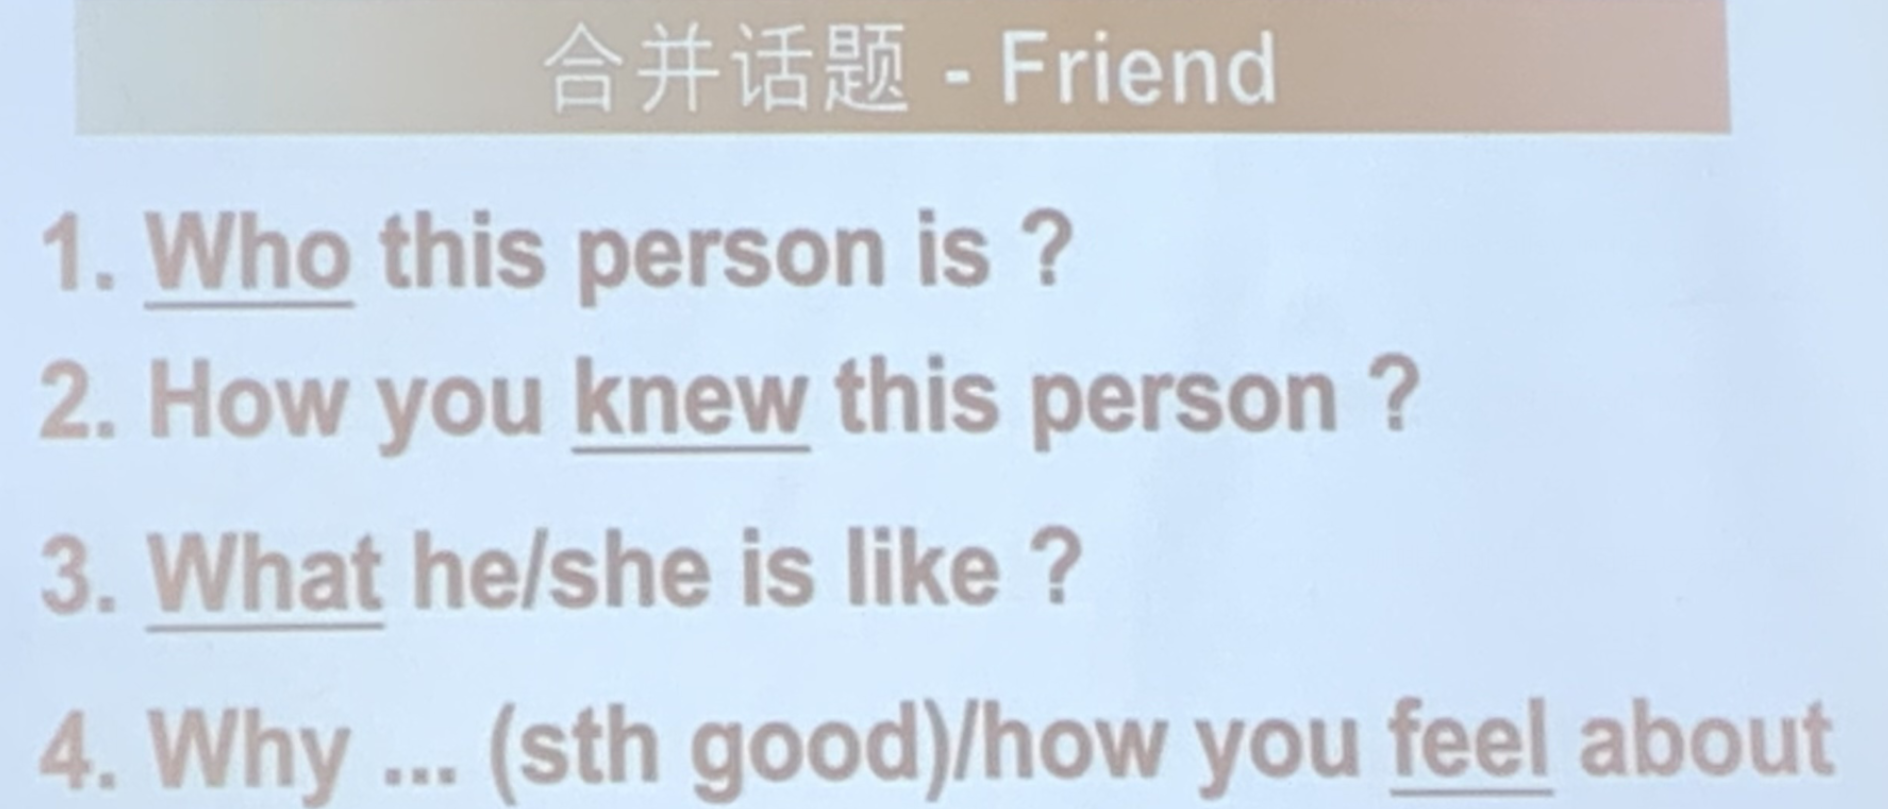 合并话题 - Friend
1. Who this person is ?
2. How you knew this person ?
3. What he/she is like ?
4. Why ... (sth good)/how you feel about